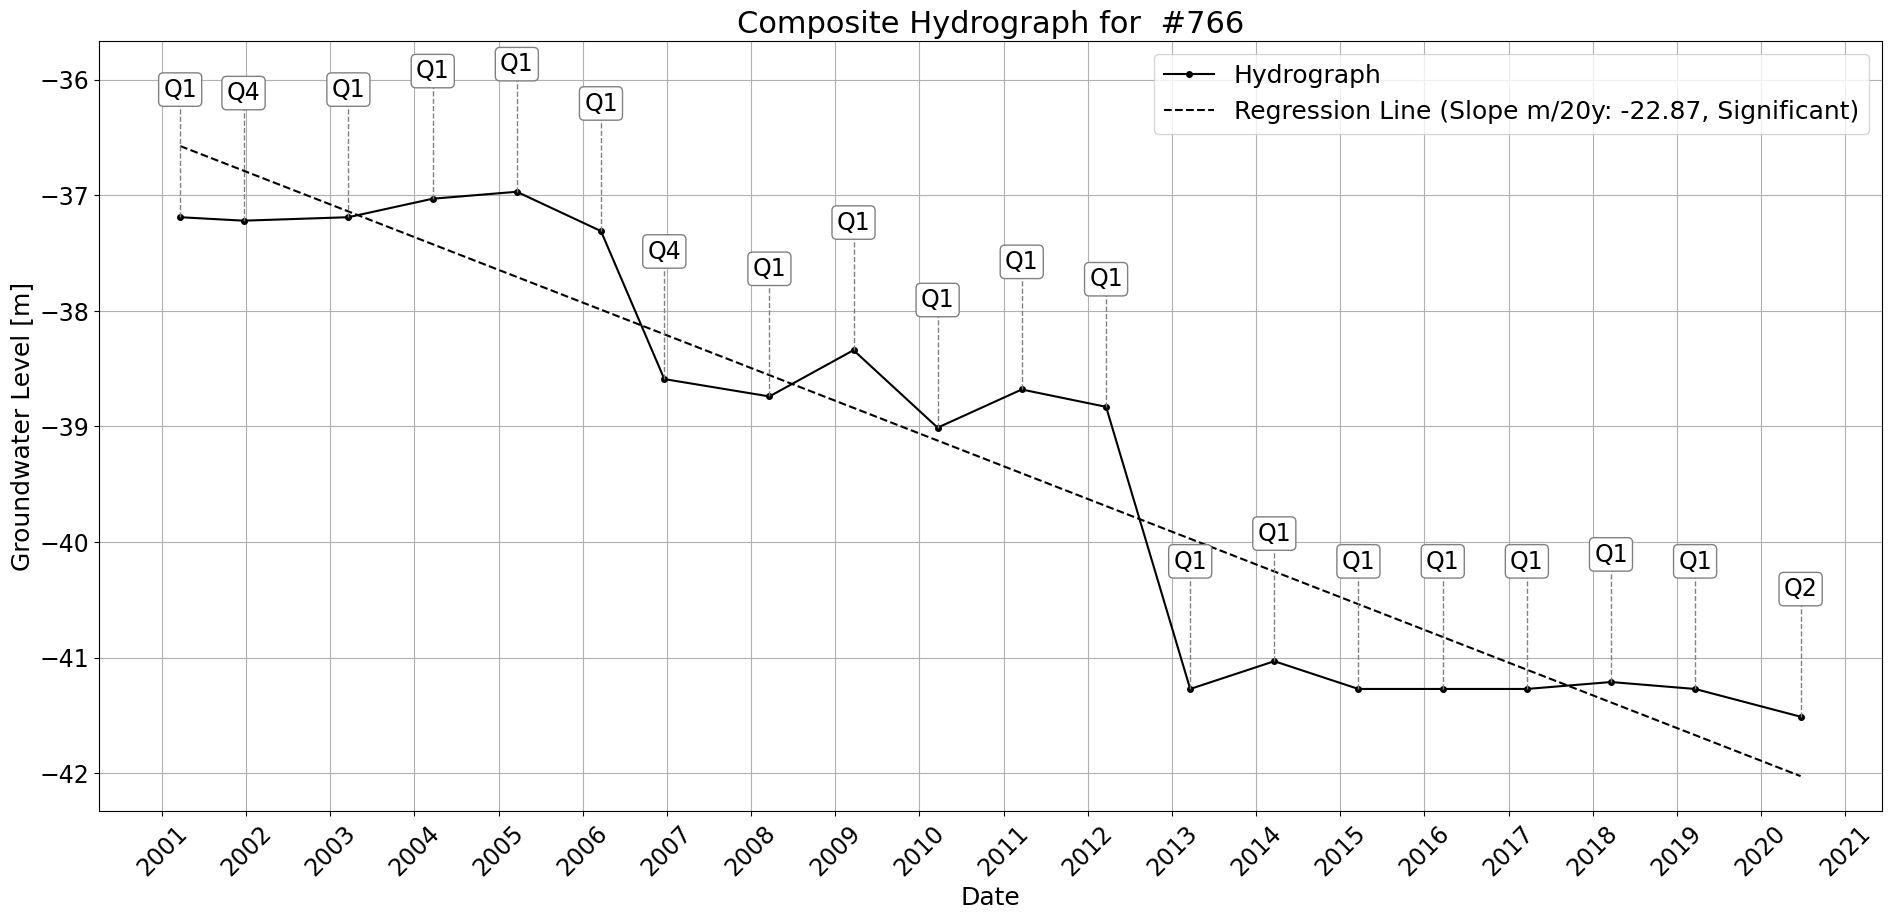 Composite Hydrograph for  #766
Hydrograph
Regression Line (Slope m/20y: -22.87, Significant)
Q1
Q4
Q1
Q1
Q1
Q1
Q4
Q1
Q1
Q1
Q1
Q1
Q1
Q1
Q1
Q1
Q1
Q1
Q1
Q2
Groundwater Level [m]
−36
−37
−38
−39
−40
−41
−42
2001
2002
2003
2004
2005
2006
2007
2008
2009
2010
2011
2012
2013
2014
2015
2016
2017
2018
2019
2020
2021
Date